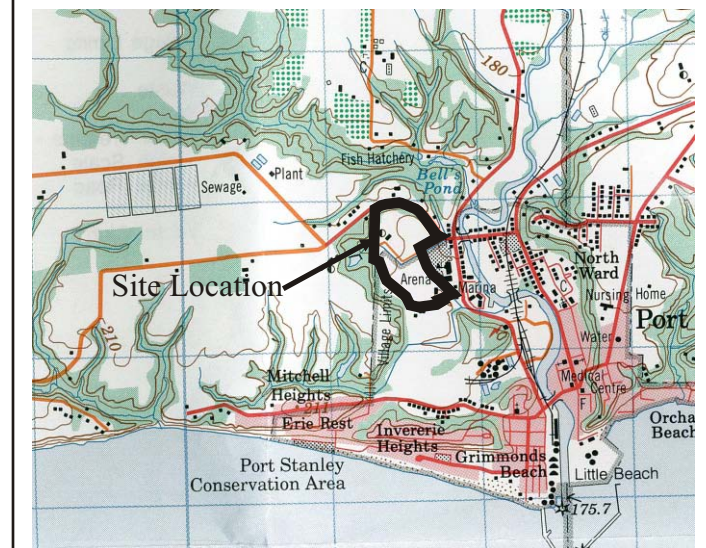 180
C
Fish Hatchery
Bell's
Pond
Plant
Sewage
Site Location
Arena
Marina
Village Limits
North
Ward
C
Nursing Home
Port
Water
210
Mitchell
Heights
211
Erie Rest
Medical
Centre
F
Invererie
Heights
Orcha
Beach
Grimmonds
Beach
Port Stanley
Conservation Area
Little Beach
175.7